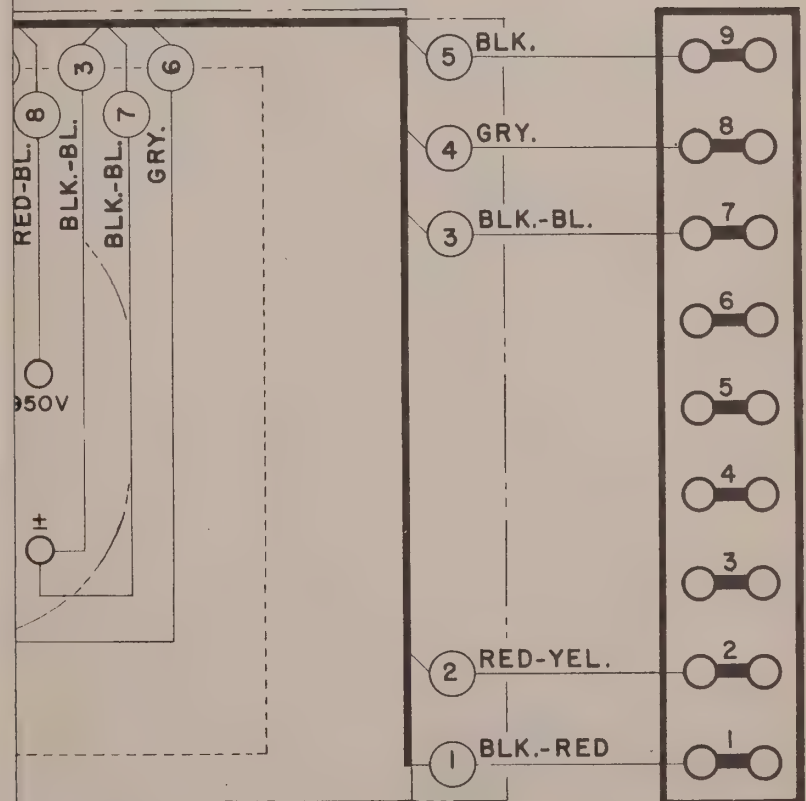 5 BLK. 9
4 GRY. 8
3 BLK.-BL. 7
6
5
4
3
2 RED-YEL. 2
1 BLK.-RED 1
3 6
8 7
RED-BL.
BLK.-BL.
BLK.-BL.
GRY.
950V
1+